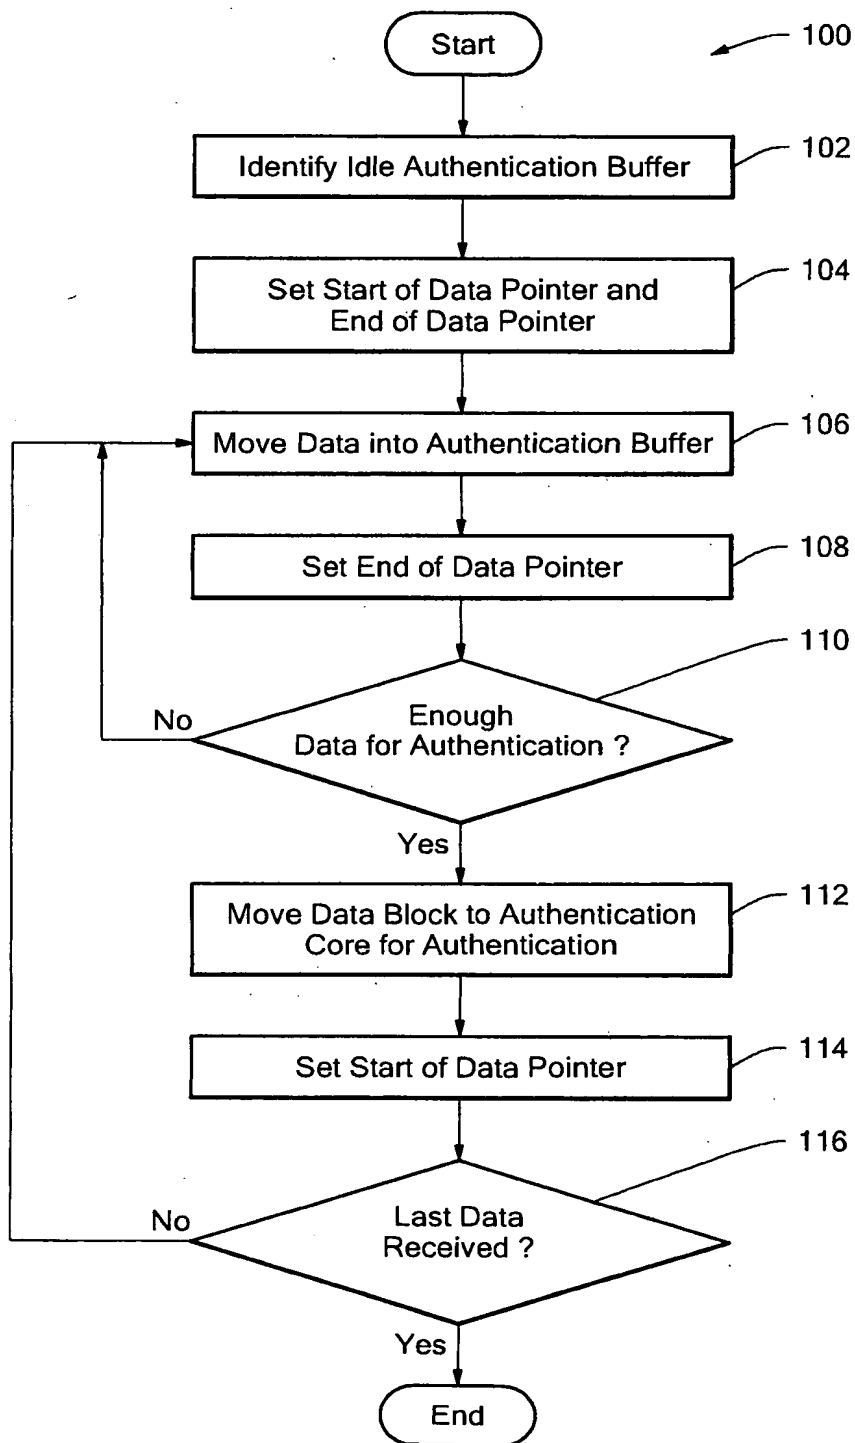 Start
100
Identify Idle Authentication Buffer
102
Set Start of Data Pointer and
End of Data Pointer
104
Move Data into Authentication Buffer
106
Set End of Data Pointer
108
110
Enough
Data for Authentication ?
No
Yes
Move Data Block to Authentication
Core for Authentication
112
Set Start of Data Pointer
114
116
Last Data
Received ?
No
Yes
End